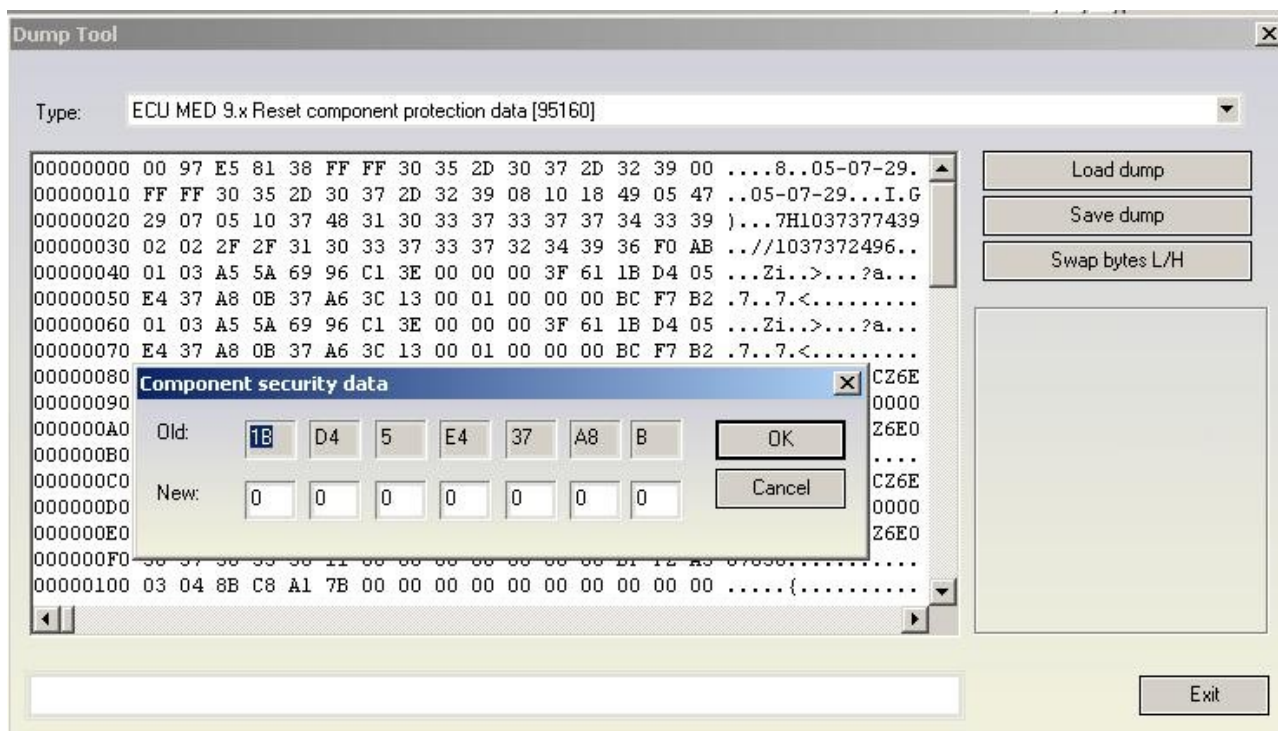 Dump Tool
Type: ECU MED 9.x Reset component protection data [95160]
00000000 00 97 E5 81 38 FF FF 30 35 2D 30 37 2D 32 39 00 ....8..05-07-29.
00000010 FF FF 30 35 2D 30 37 2D 32 39 08 10 18 49 05 47 ..05-07-29...I.G
00000020 29 07 05 10 37 48 31 30 33 37 33 37 37 34 33 39 )...7H1037377439
00000030 02 02 2F 2F 31 30 33 37 33 37 32 34 39 36 F0 AB ..//1037372496..
00000040 01 03 A5 5A 69 96 C1 3E 00 00 00 3F 61 1B D4 05 ...Zi..>...?a...
00000050 E4 37 A8 0B 37 A6 3C 13 00 01 00 00 00 BC F7 B2 .7..7.<.........
00000060 01 03 A5 5A 69 96 C1 3E 00 00 00 3F 61 1B D4 05 ...Zi..>...?a...
00000070 E4 37 A8 0B 37 A6 3C 13 00 01 00 00 00 BC F7 B2 .7..7.<.........
00000080 CZ6E
00000090 0000
000000A0 Z6E0
000000B0 ....
000000C0 CZ6E
000000D0 0000
000000E0 Z6E0
000000F0
00000100 03 04 8B C8 A1 7B 00 00 00 00 00 00 00 00 00 00 .....{..........
Load dump
Save dump
Swap bytes L/H
Component security data
Old: 1B D4 5 E4 37 A8 B
New: 0 0 0 0 0 0 0
OK
Cancel
Exit